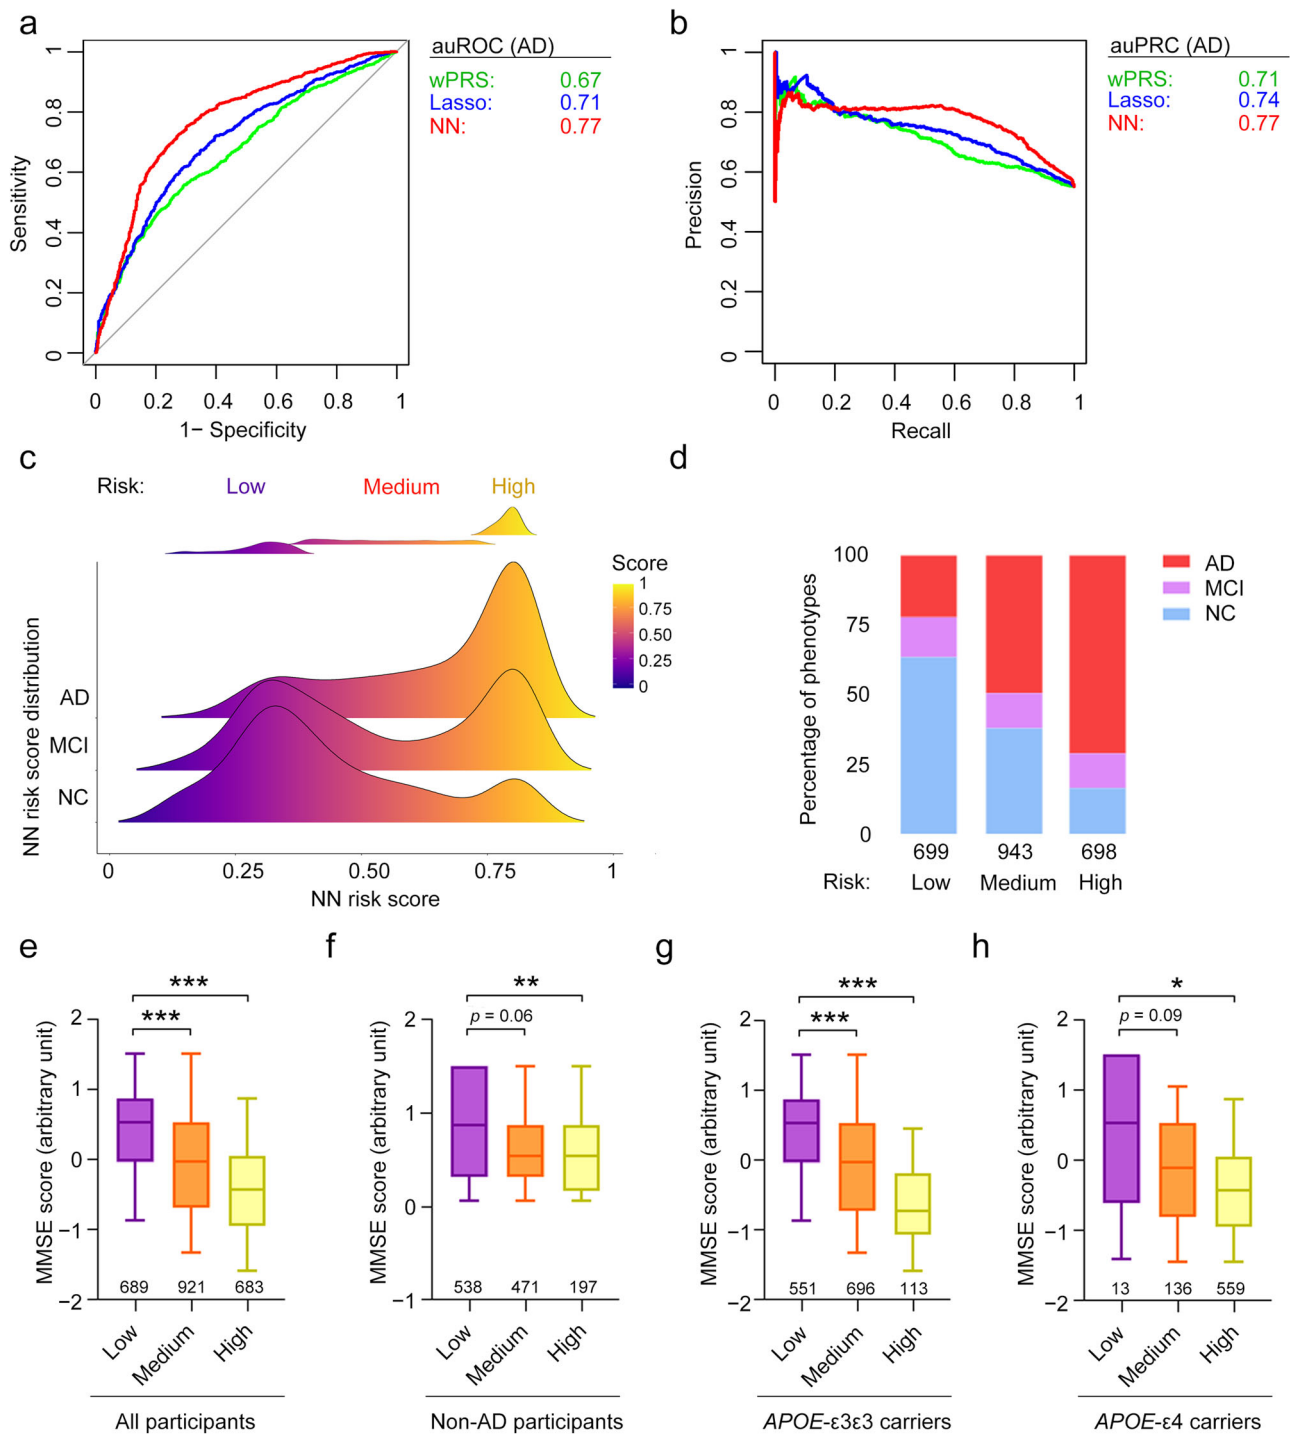 a
auROC (AD)
wPRS: 0.67
Lasso: 0.71
NN: 0.77
Sensitivity
0 0.2 0.4 0.6 0.8 1
0 0.2 0.4 0.6 0.8 1
1− Specificity
b
auPRC (AD)
wPRS: 0.71
Lasso: 0.74
NN: 0.77
Precision
0 0.2 0.4 0.6 0.8 1
0 0.2 0.4 0.6 0.8 1
Recall
c
Risk: Low Medium High
Score
1
0.75
0.50
0.25
0
NN risk score distribution
AD
MCI
NC
0 0.25 0.50 0.75 1
NN risk score
d
Percentage of phenotypes
100
75
50
25
0
AD
MCI
NC
699 943 698
Risk: Low Medium High
e
MMSE score (arbitrary unit)
***
***
2
1
0
−1
−2
689 921 683
Low Medium High
All participants
f
MMSE score (arbitrary unit)
**
p = 0.06
2
1
0
−1
538 471 197
Low Medium High
Non-AD participants
g
MMSE score (arbitrary unit)
***
***
2
1
0
−1
−2
551 696 113
Low Medium High
APOE-ε3ε3 carriers
h
MMSE score (arbitrary unit)
*
p = 0.09
2
1
0
−1
−2
13 136 559
Low Medium High
APOE-ε4 carriers